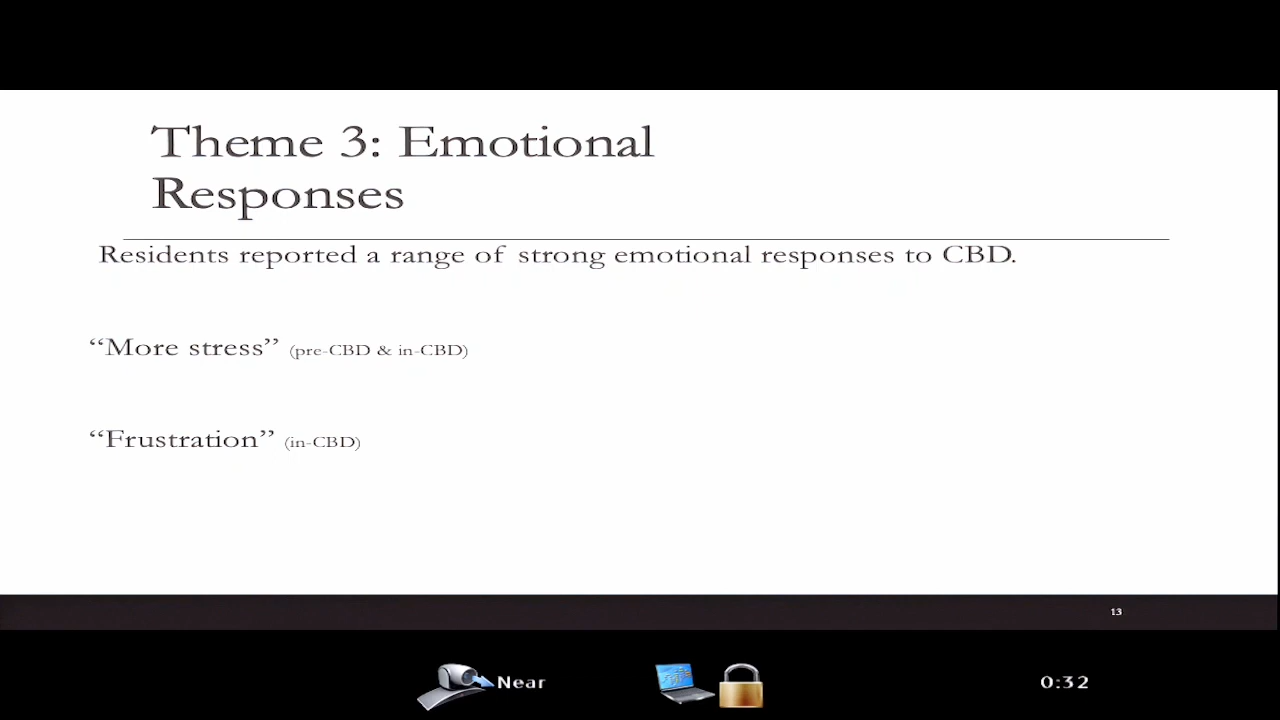 Theme 3: Emotional
Responses
Residents reported a range of strong emotional responses to CBD.
“More stress” (pre-CBD & in-CBD)
“Frustration” (in-CBD)
13
Near
0:32